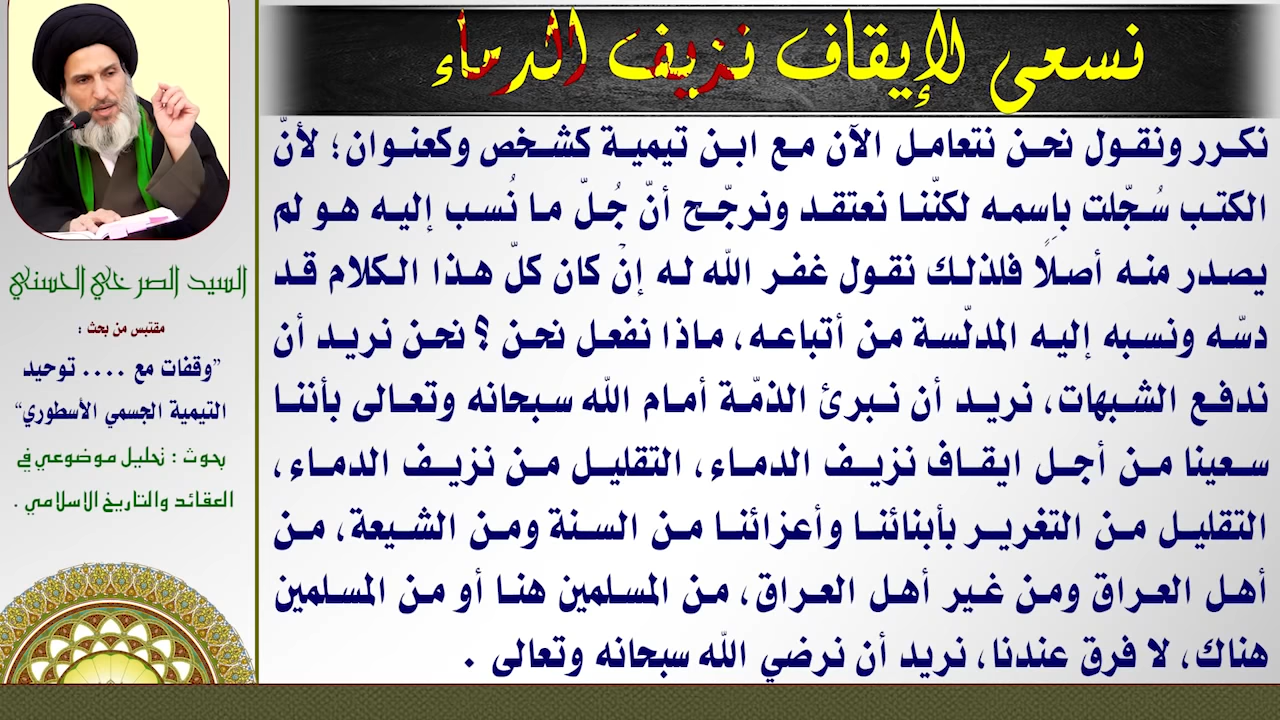 نسعى لإيقاف نزيف الدماء
نكرر ونقول نحن نتعامل الآن مع ابن تيمية كشخص وكعنوان؛ لأنّ
الكتب سُجّلت بإسمه لكنّنا نعتقد ونرجّح أنّ جُلّ ما نُسب إليه هو لم
يصدر منه أصلاً فلذلك نقول غفر الله له إنْ كان كلّ هذا الكلام قد
دسّه ونسبه إليه المدلّسة من أتباعه، ماذا نفعل نحن ؟ نحن نريد أن
ندفع الشبهات، نريد أن نبرئ الذمّة أمام الله سبحانه وتعالى بأننا
سعينا من أجل ايقاف نزيف الدماء، التقليل من نزيف الدماء،
التقليل من التغرير بأبنائنا وأعزائنا من السنة ومن الشيعة، من
أهل العراق ومن غير أهل العراق، من المسلمين هنا أو من المسلمين
هناك، لا فرق عندنا، نريد أن نرضي الله سبحانه وتعالى .
السيد الصرخي الحسني
مقتبس من بحث :
"وقفات مع .... توحيد
التيمية الجسمي الأسطوري"
بحوث : تحليل موضوعي في
العقائد والتاريخ الاسلامي .